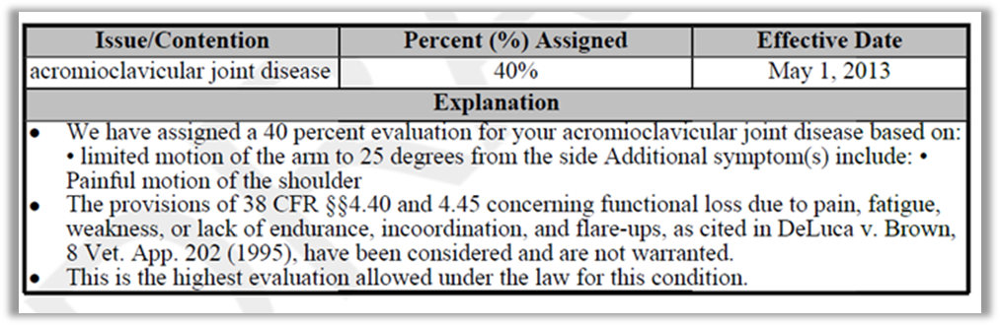 Issue/Contention Percent (%) Assigned Effective Date
acromioclavicular joint disease 40% May 1, 2013
Explanation
• We have assigned a 40 percent evaluation for your acromioclavicular joint disease based on:
• limited motion of the arm to 25 degrees from the side Additional symptom(s) include: •
Painful motion of the shoulder
• The provisions of 38 CFR §§4.40 and 4.45 concerning functional loss due to pain, fatigue,
weakness, or lack of endurance, incoordination, and flare-ups, as cited in DeLuca v. Brown,
8 Vet. App. 202 (1995), have been considered and are not warranted.
• This is the highest evaluation allowed under the law for this condition.